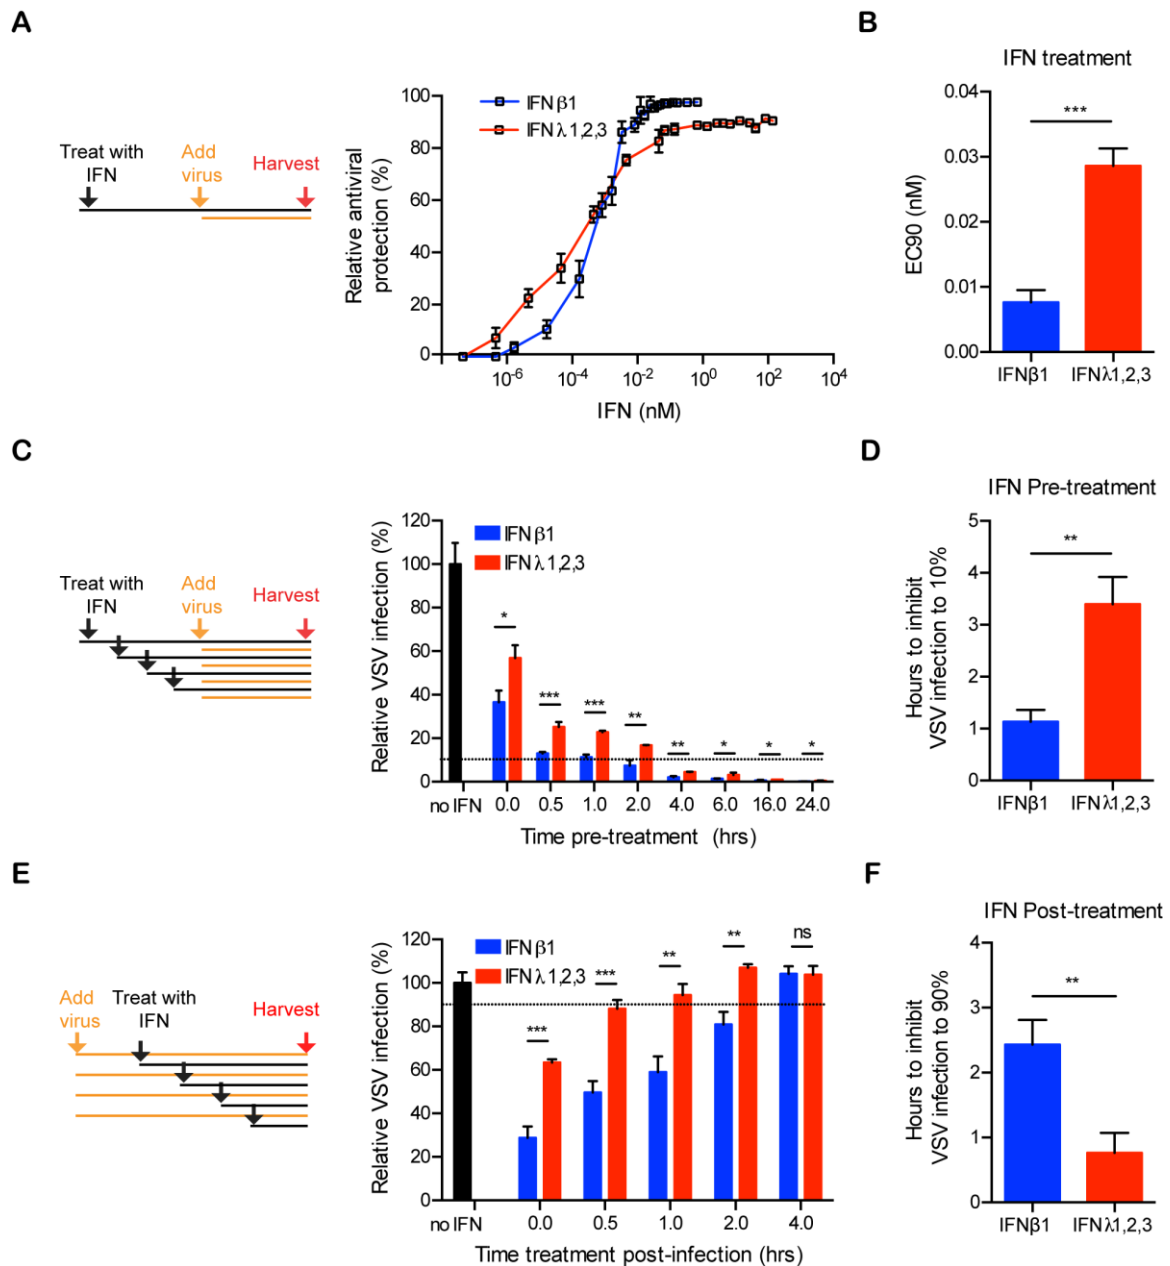 A
Treat with
IFN
Add
virus
Harvest
Relative antiviral
protection (%)
100
80
60
40
20
0
IFNβ1
IFNλ1,2,3
10⁻⁶ 10⁻⁴ 10⁻² 10⁰ 10² 10⁴
IFN (nM)
B
IFN treatment
EC90 (nM)
0.04
0.03
0.02
0.01
0.00
***
IFNβ1 IFNλ1,2,3
C
Treat with
IFN
Add
virus
Harvest
Relative VSV infection (%)
120
100
80
60
40
20
0
IFNβ1
IFNλ1,2,3
* *** *** ** ** * * *
no IFN 0.0 0.5 1.0 2.0 4.0 6.0 16.0 24.0
Time pre-treatment (hrs)
D
IFN Pre-treatment
Hours to inhibit
VSV infection to 10%
5
4
3
2
1
0
**
IFNβ1 IFNλ1,2,3
E
Add
virus
Treat with
IFN
Harvest
Relative VSV infection (%)
120
100
80
60
40
20
0
IFNβ1
IFNλ1,2,3
*** *** ** ** ns
no IFN 0.0 0.5 1.0 2.0 4.0
Time treatment post-infection (hrs)
F
IFN Post-treatment
Hours to inhibit
VSV infection to 90%
4
3
2
1
0
**
IFNβ1 IFNλ1,2,3